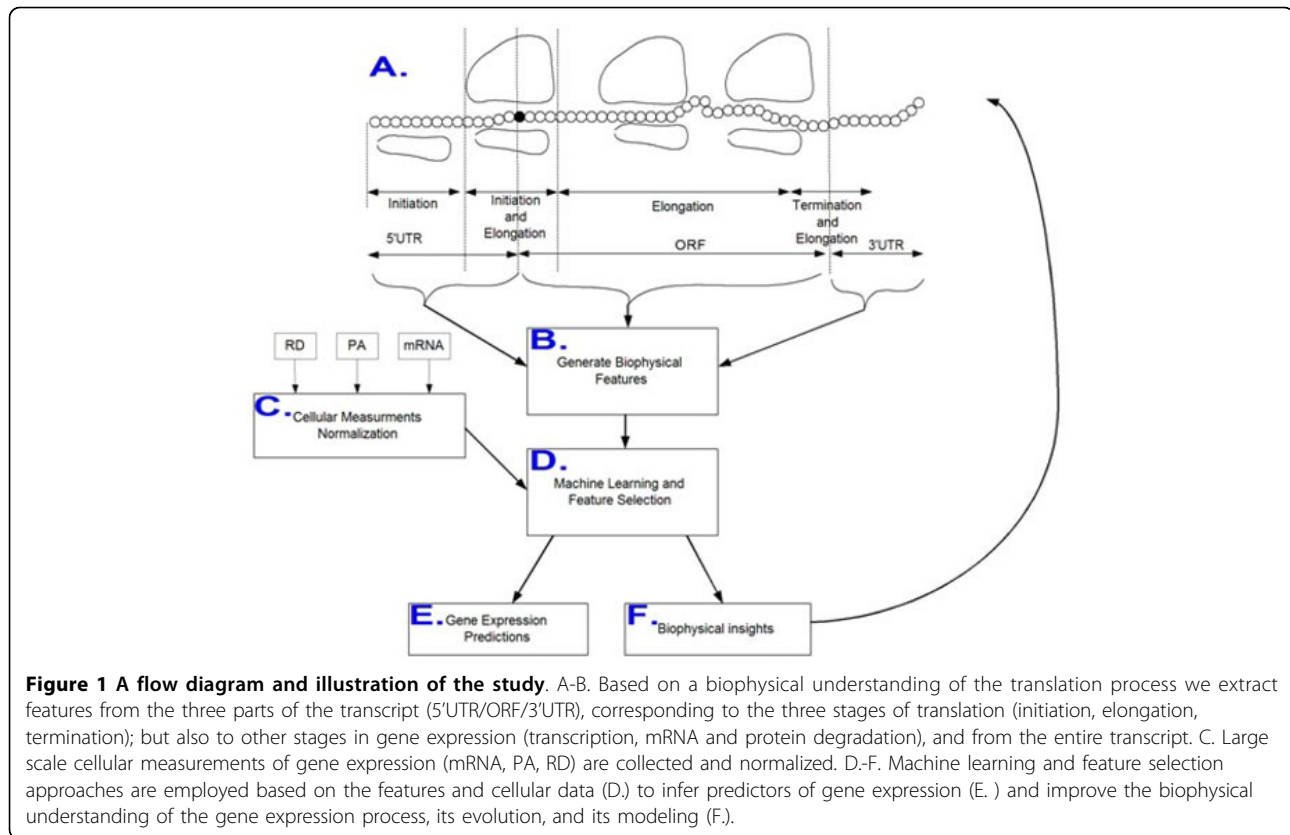 A.
Initiation
Initiation
and
Elongation
Elongation
Termination
and
Elongation
5'UTR
ORF
3'UTR
RD
PA
mRNA
B.
Generate Biophysical
Features
C.
Cellular Measurments
Normalization
D.
Machine Learning and
Feature Selection
E.
Gene Expression
Predictions
F.
Biophysical insights
Figure 1 A flow diagram and illustration of the study. A-B. Based on a biophysical understanding of the translation process we extract
features from the three parts of the transcript (5'UTR/ORF/3'UTR), corresponding to the three stages of translation (initiation, elongation,
termination); but also to other stages in gene expression (transcription, mRNA and protein degradation), and from the entire transcript. C. Large
scale cellular measurements of gene expression (mRNA, PA, RD) are collected and normalized. D.-F. Machine learning and feature selection
approaches are employed based on the features and cellular data (D.) to infer predictors of gene expression (E. ) and improve the biophysical
understanding of the gene expression process, its evolution, and its modeling (F.).